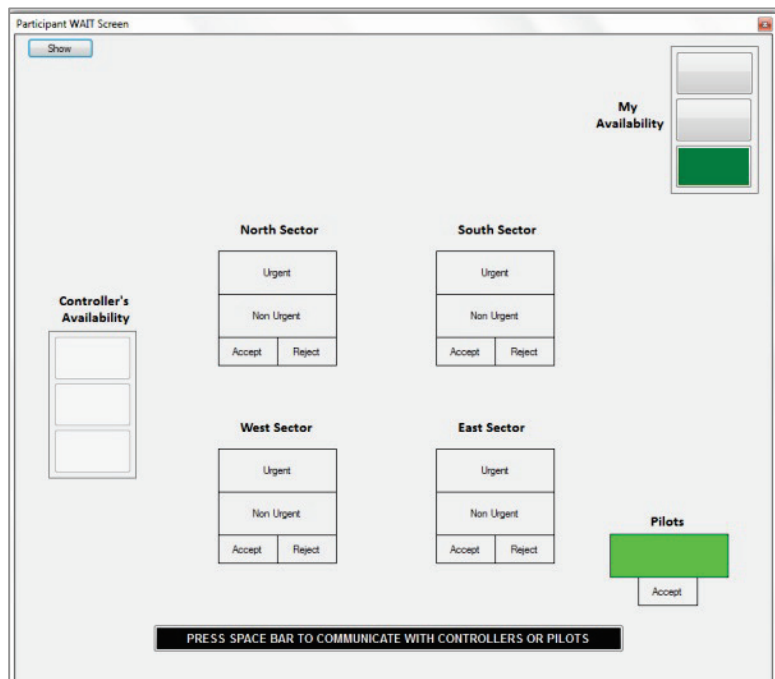 Participant WAIT Screen
Show
My
Availability
North Sector
South Sector
Urgent
Urgent
Controller's
Availability
Non Urgent
Non Urgent
Accept
Reject
Accept
Reject
West Sector
East Sector
Urgent
Urgent
Non Urgent
Non Urgent
Pilots
Accept
Reject
Accept
Reject
Accept
PRESS SPACE BAR TO COMMUNICATE WITH CONTROLLERS OR PILOTS